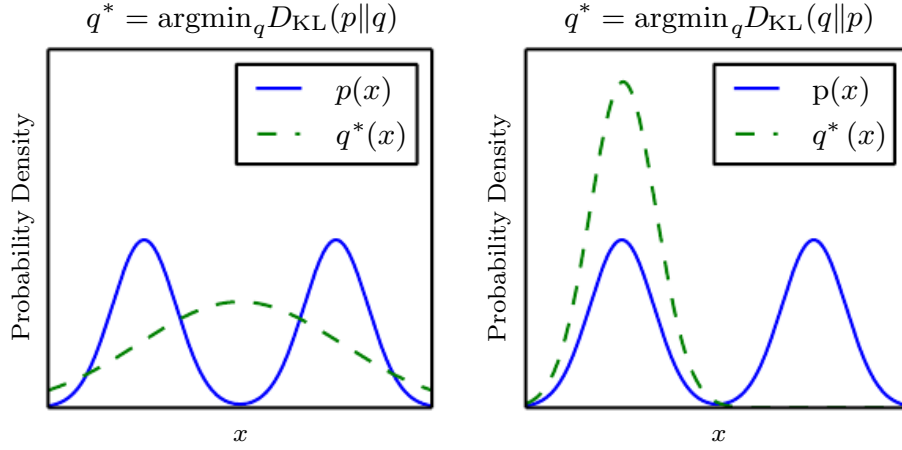 q* = argmin_q D_KL(p‖q)
p(x)
q*(x)
Probability Density
x
q* = argmin_q D_KL(q‖p)
p(x)
q* (x)
Probability Density
x